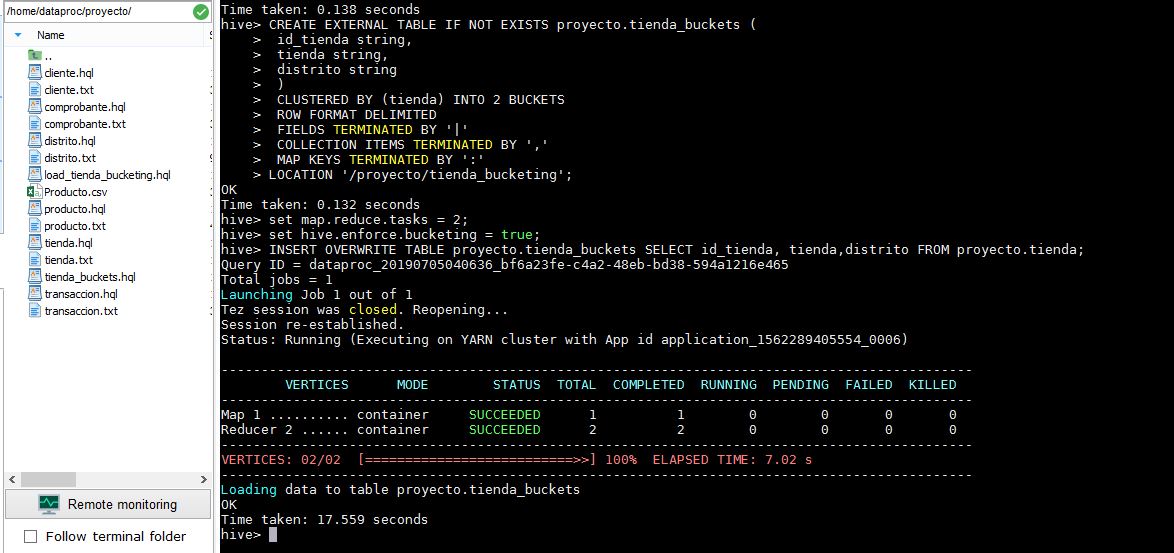 /home/dataproc/proyecto/
Name
..
cliente.hql
cliente.txt
comprobante.hql
comprobante.txt
distrito.hql
distrito.txt
load_tienda_bucketing.hql
Producto.csv
producto.hql
producto.txt
tienda.hql
tienda.txt
tienda_buckets.hql
transaccion.hql
transaccion.txt
Remote monitoring
Follow terminal folder
Time taken: 0.138 seconds
hive> CREATE EXTERNAL TABLE IF NOT EXISTS proyecto.tienda_buckets (
    >  id_tienda string,
    >  tienda string,
    >  distrito string
    >  )
    >  CLUSTERED BY (tienda) INTO 2 BUCKETS
    >  ROW FORMAT DELIMITED
    >  FIELDS TERMINATED BY '|'
    >  COLLECTION ITEMS TERMINATED BY ','
    >  MAP KEYS TERMINATED BY ':'
    > LOCATION '/proyecto/tienda_bucketing';
OK
Time taken: 0.132 seconds
hive> set map.reduce.tasks = 2;
hive> set hive.enforce.bucketing = true;
hive> INSERT OVERWRITE TABLE proyecto.tienda_buckets SELECT id_tienda, tienda,distrito FROM proyecto.tienda;
Query ID = dataproc_20190705040636_bf6a23fe-c4a2-48eb-bd38-594a1216e465
Total jobs = 1
Launching Job 1 out of 1
Tez session was closed. Reopening...
Session re-established.
Status: Running (Executing on YARN cluster with App id application_1562289405554_0006)
----------------------------------------------------------------------------------------------
        VERTICES      MODE        STATUS  TOTAL  COMPLETED  RUNNING  PENDING  FAILED  KILLED
----------------------------------------------------------------------------------------------
Map 1 .......... container     SUCCEEDED      1          1        0        0       0       0
Reducer 2 ...... container     SUCCEEDED      2          2        0        0       0       0
----------------------------------------------------------------------------------------------
VERTICES: 02/02  [==========================>>] 100%  ELAPSED TIME: 7.02 s
----------------------------------------------------------------------------------------------
Loading data to table proyecto.tienda_buckets
OK
Time taken: 17.559 seconds
hive>